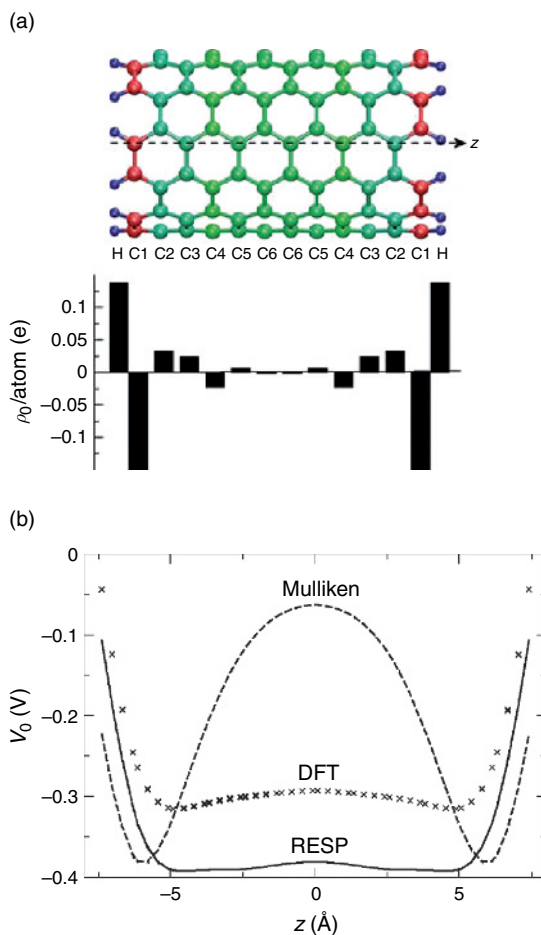 (a)
z
H C1 C2 C3 C4 C5 C6 C6 C5 C4 C3 C2 C1 H
0.1
0.05
0
−0.05
−0.1
ρ₀/atom (e)
(b)
0
−0.1
−0.2
−0.3
−0.4
V₀ (V)
Mulliken
DFT
RESP
−5 0 5
z (Å)